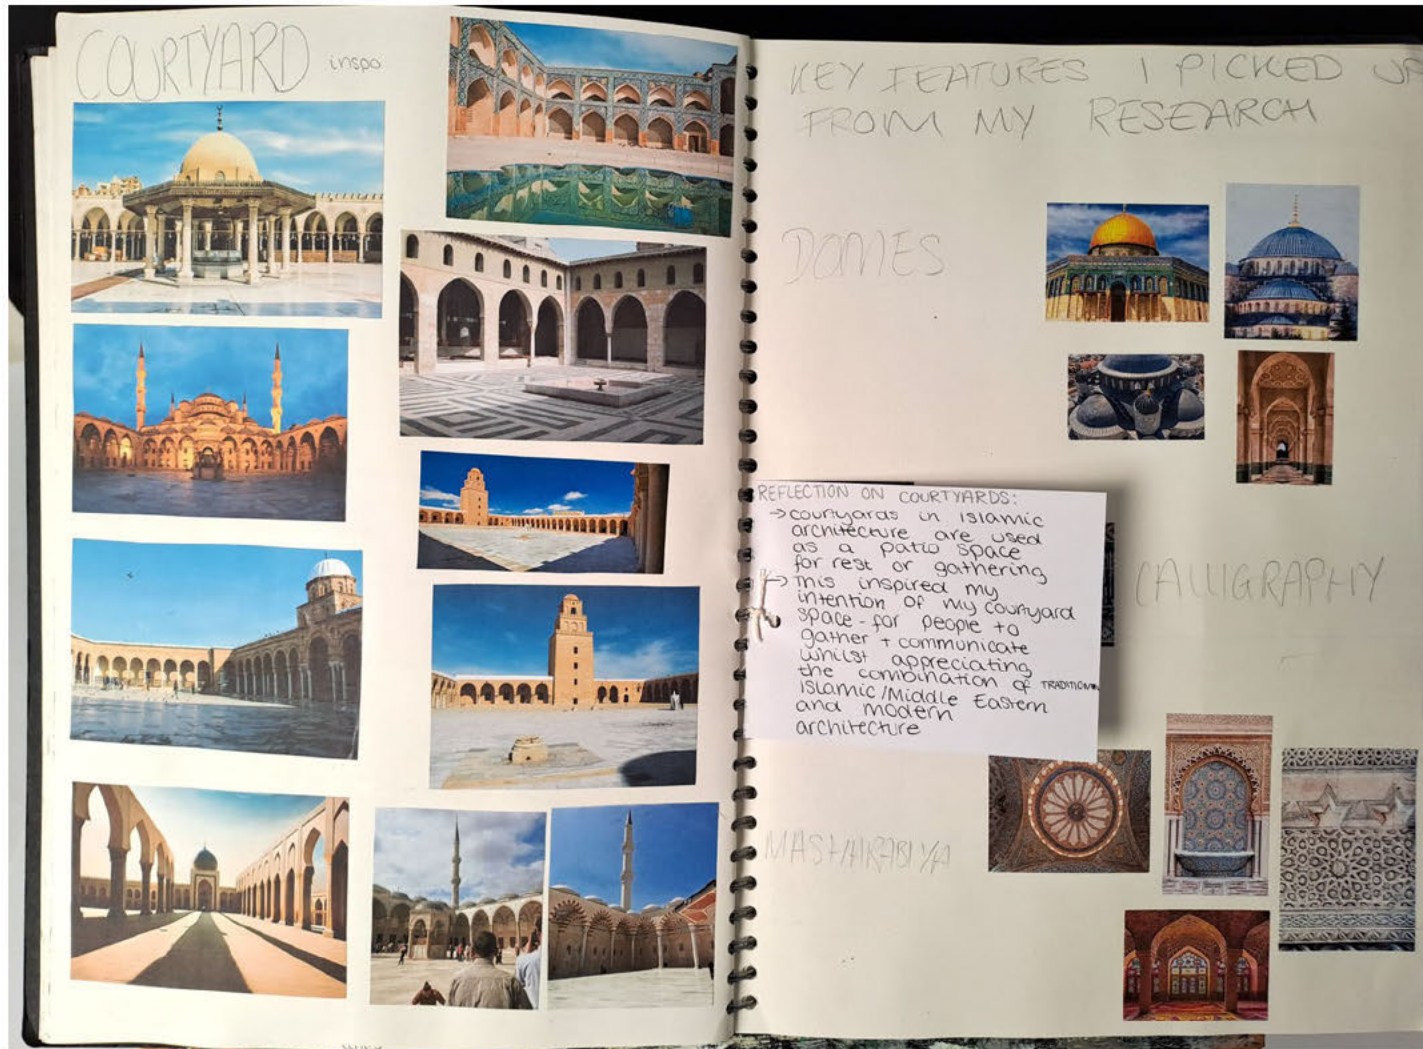 COURTYARD inspo
KEY FEATURES I PICKED UP
FROM MY RESEARCH
DOMES
REFLECTION ON COURTYARDS:
→ courtyards in islamic
architecture are used
as a patio space
for rest or gathering
→ This inspired my
intention of my courtyard
space - for people to
gather + communicate
whilst appreciating
the combination of TRADITIONAL
Islamic/Middle Eastern
and modern
architecture
CALLIGRAPHY
MASHARABIYA